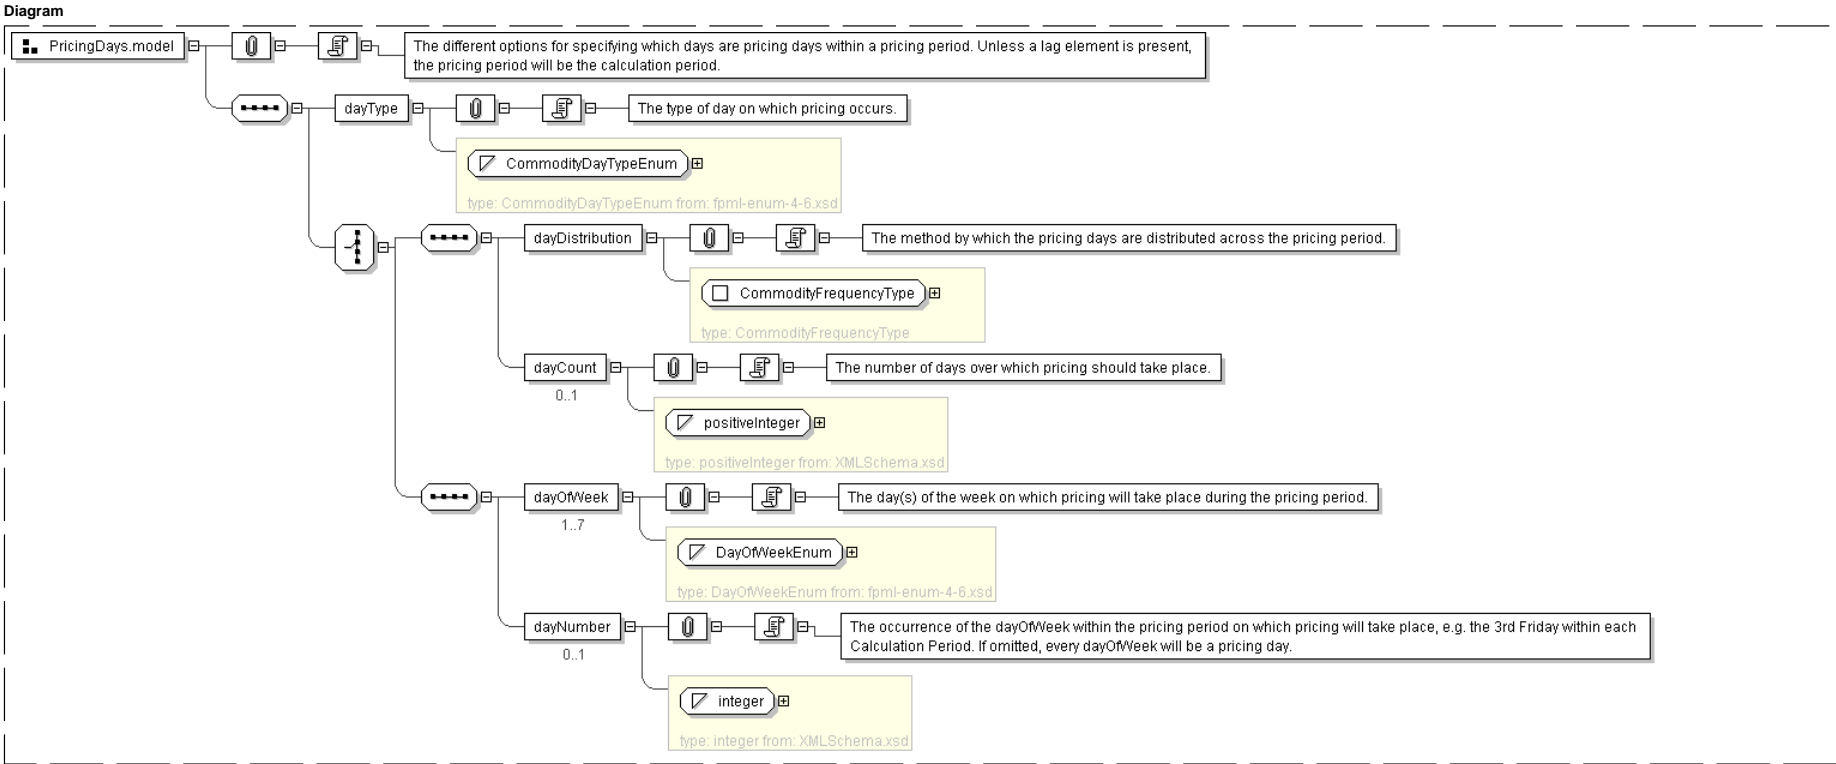 Diagram
PricingDays.model
The different options for specifying which days are pricing days within a pricing period. Unless a lag element is present,
the pricing period will be the calculation period.
dayType
The type of day on which pricing occurs.
CommodityDayTypeEnum
type: CommodityDayTypeEnum from: fpml-enum-4-6.xsd
dayDistribution
The method by which the pricing days are distributed across the pricing period.
CommodityFrequencyType
type: CommodityFrequencyType
dayCount
The number of days over which pricing should take place.
0..1
positiveInteger
type: positiveInteger from: XMLSchema.xsd
dayOfWeek
The day(s) of the week on which pricing will take place during the pricing period.
1..7
DayOfWeekEnum
type: DayOfWeekEnum from: fpml-enum-4-6.xsd
dayNumber
The occurrence of the dayOfWeek within the pricing period on which pricing will take place, e.g. the 3rd Friday within each
Calculation Period. If omitted, every dayOfWeek will be a pricing day.
0..1
integer
type: integer from: XMLSchema.xsd